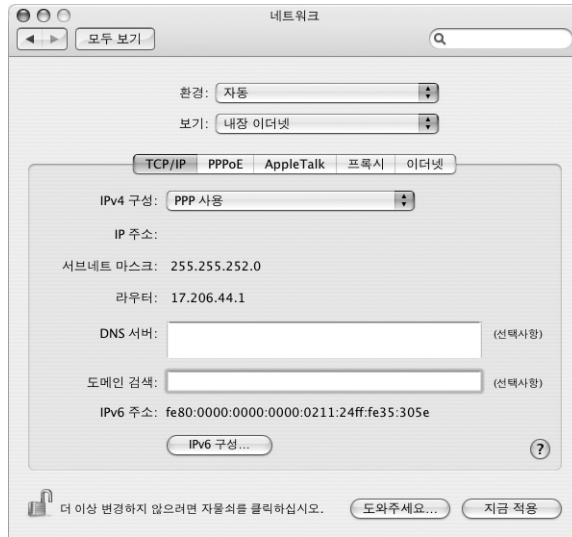 네트워크
모두 보기
환경: 자동
보기: 내장 이더넷
TCP/IP PPPoE AppleTalk 프록시 이더넷
IPv4 구성: PPP 사용
IP 주소:
서브네트 마스크: 255.255.252.0
라우터: 17.206.44.1
DNS 서버: (선택사항)
도메인 검색: (선택사항)
IPv6 주소: fe80:0000:0000:0000:0211:24ff:fe35:305e
IPv6 구성... ?
더 이상 변경하지 않으려면 자물쇠를 클릭하십시오. 도와주세요... 지금 적용